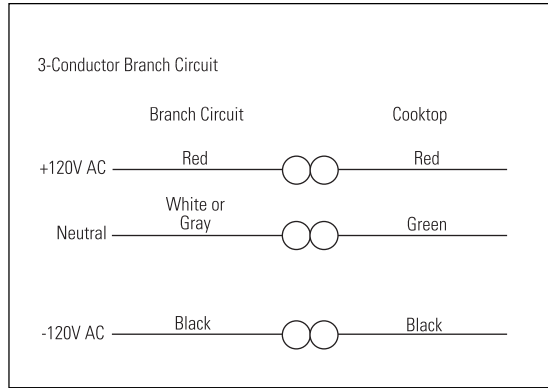 3-Conductor Branch Circuit
Branch Circuit Cooktop
+120V AC Red Red
White or
Gray
Neutral Green
-120V AC Black Black